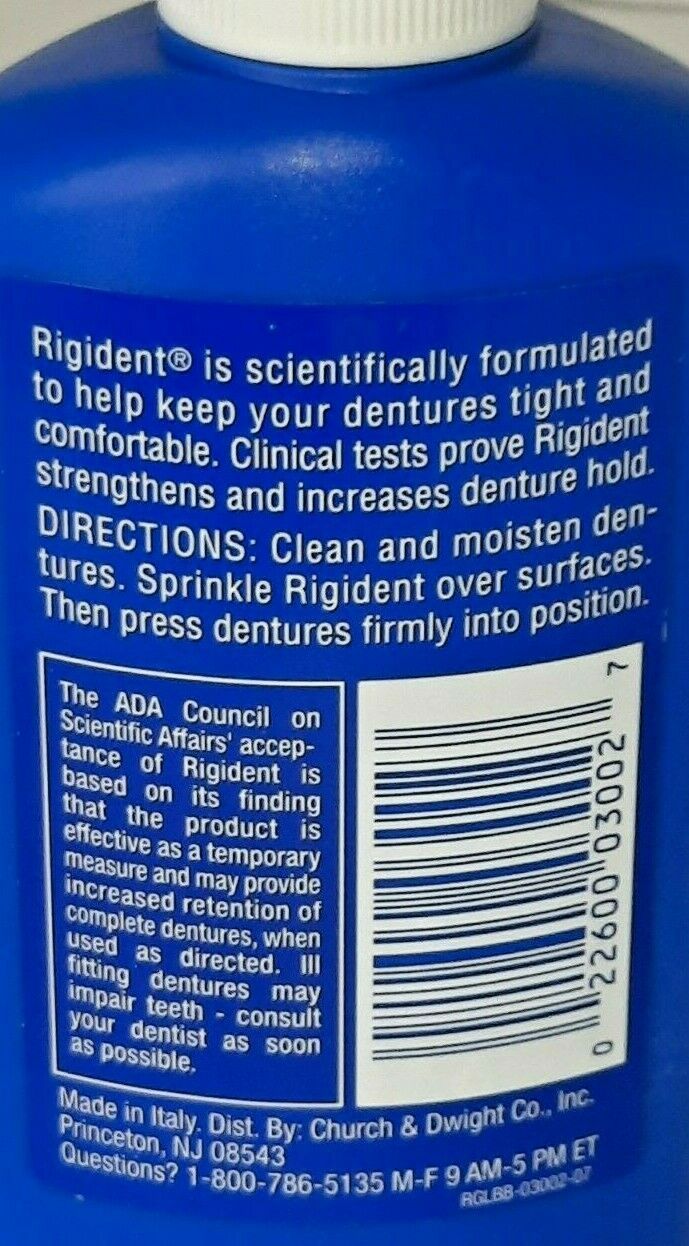 Rigident® is scientifically formulated
to help keep your dentures tight and
comfortable. Clinical tests prove Rigident
strengthens and increases denture hold.
DIRECTIONS: Clean and moisten den-
tures. Sprinkle Rigident over surfaces.
Then press dentures firmly into position.
The ADA Council on
Scientific Affairs' accep-
tance of Rigident is
based on its finding
that the product is
effective as a temporary
measure and may provide
increased retention of
complete dentures, when
used as directed. Ill
fitting dentures may
impair teeth - consult
your dentist as soon
as possible.
0 22600 03002 7
Made in Italy. Dist. By: Church & Dwight Co., Inc.
Princeton, NJ 08543
Questions? 1-800-786-5135 M-F 9 AM-5 PM ET
RGLBB-03002-07